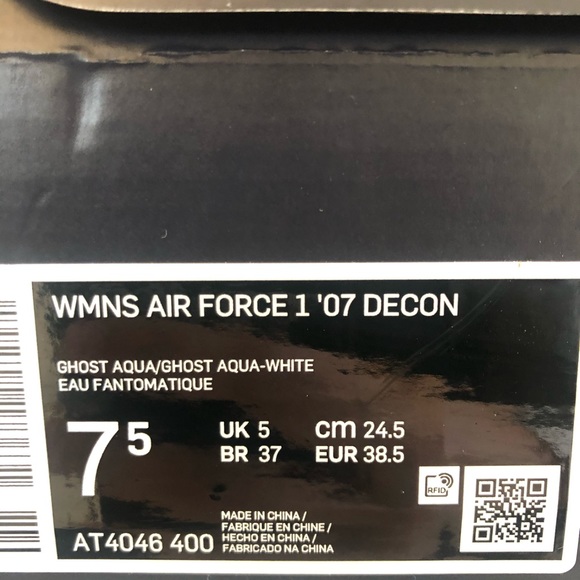 WMNS AIR FORCE 1 '07 DECON
GHOST AQUA/GHOST AQUA-WHITE
EAU FANTOMATIQUE
7⁵
UK 5 cm 24.5
BR 37 EUR 38.5
RFID
AT4046 400
MADE IN CHINA /
FABRIQUE EN CHINE /
HECHO EN CHINA /
FABRICADO NA CHINA